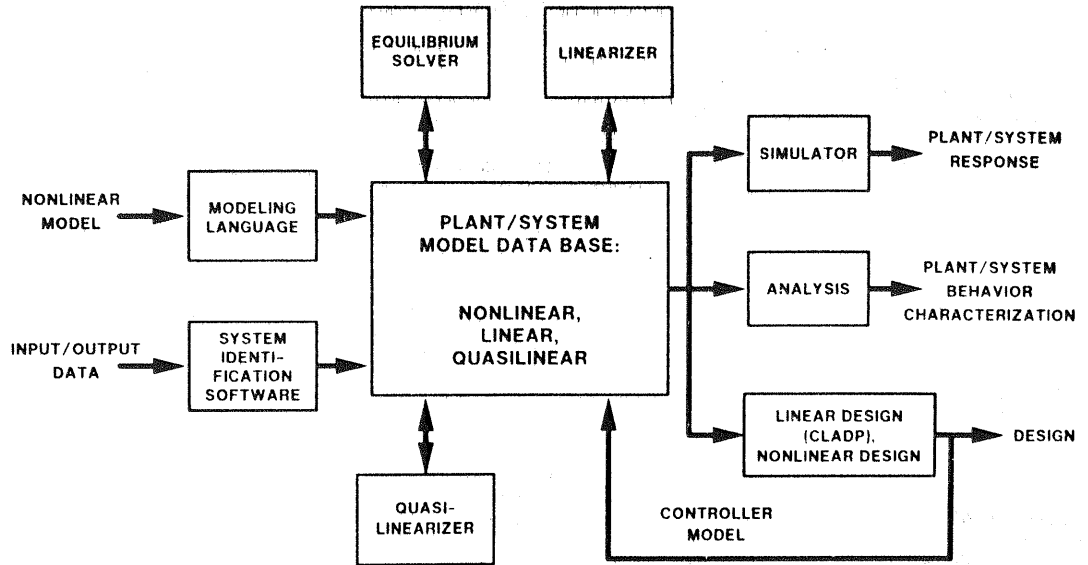 EQUILIBRIUM
SOLVER
LINEARIZER
SIMULATOR
PLANT/SYSTEM
RESPONSE
NONLINEAR
MODEL
MODELING
LANGUAGE
PLANT/SYSTEM
MODEL DATA BASE:
NONLINEAR,
LINEAR,
QUASILINEAR
ANALYSIS
PLANT/SYSTEM
BEHAVIOR
CHARACTERIZATION
INPUT/OUTPUT
DATA
SYSTEM
IDENTI-
FICATION
SOFTWARE
LINEAR DESIGN
(CLADP),
NONLINEAR DESIGN
DESIGN
QUASI-
LINEARIZER
CONTROLLER
MODEL